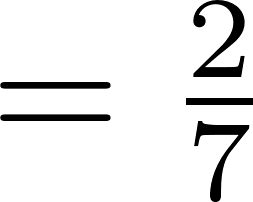 = 2/7